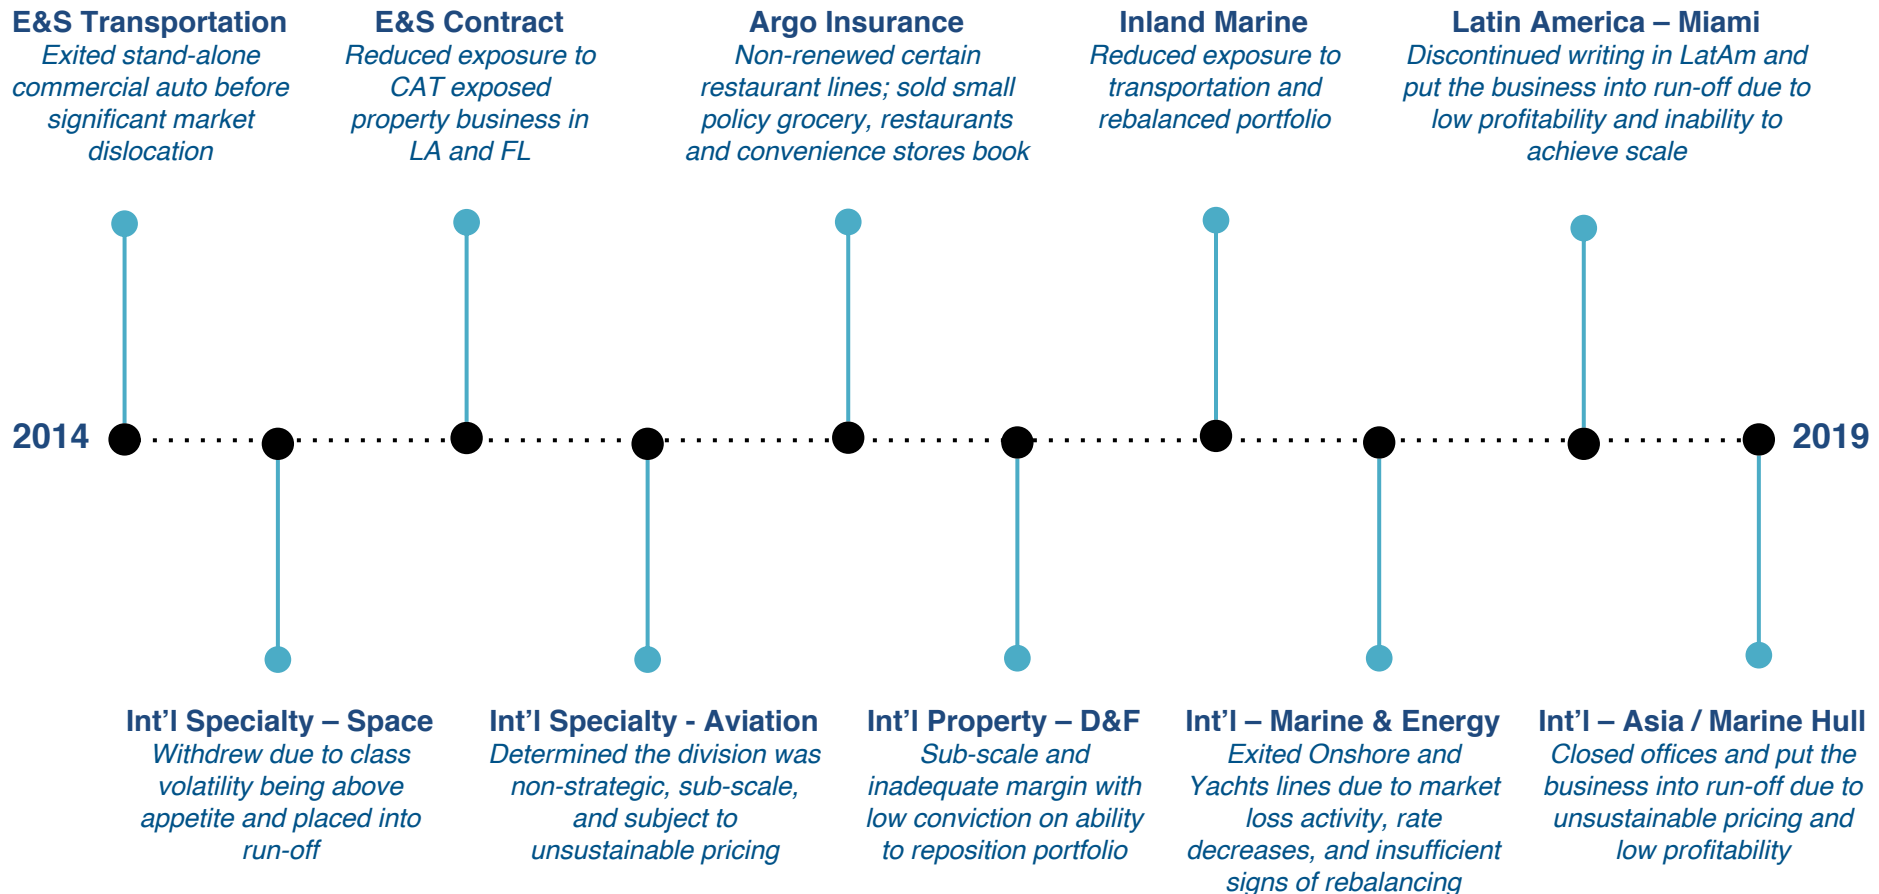 E&S Transportation
Exited stand-alone
commercial auto before
significant market
dislocation
E&S Contract
Reduced exposure to
CAT exposed
property business in
LA and FL
Argo Insurance
Non-renewed certain
restaurant lines; sold small
policy grocery, restaurants
and convenience stores book
Inland Marine
Reduced exposure to
transportation and
rebalanced portfolio
Latin America – Miami
Discontinued writing in LatAm and
put the business into run-off due to
low profitability and inability to
achieve scale
2014
2019
Int'l Specialty – Space
Withdrew due to class
volatility being above
appetite and placed into
run-off
Int'l Specialty - Aviation
Determined the division was
non-strategic, sub-scale,
and subject to
unsustainable pricing
Int'l Property – D&F
Sub-scale and
inadequate margin with
low conviction on ability
to reposition portfolio
Int'l – Marine & Energy
Exited Onshore and
Yachts lines due to market
loss activity, rate
decreases, and insufficient
signs of rebalancing
Int'l – Asia / Marine Hull
Closed offices and put the
business into run-off due to
unsustainable pricing and
low profitability